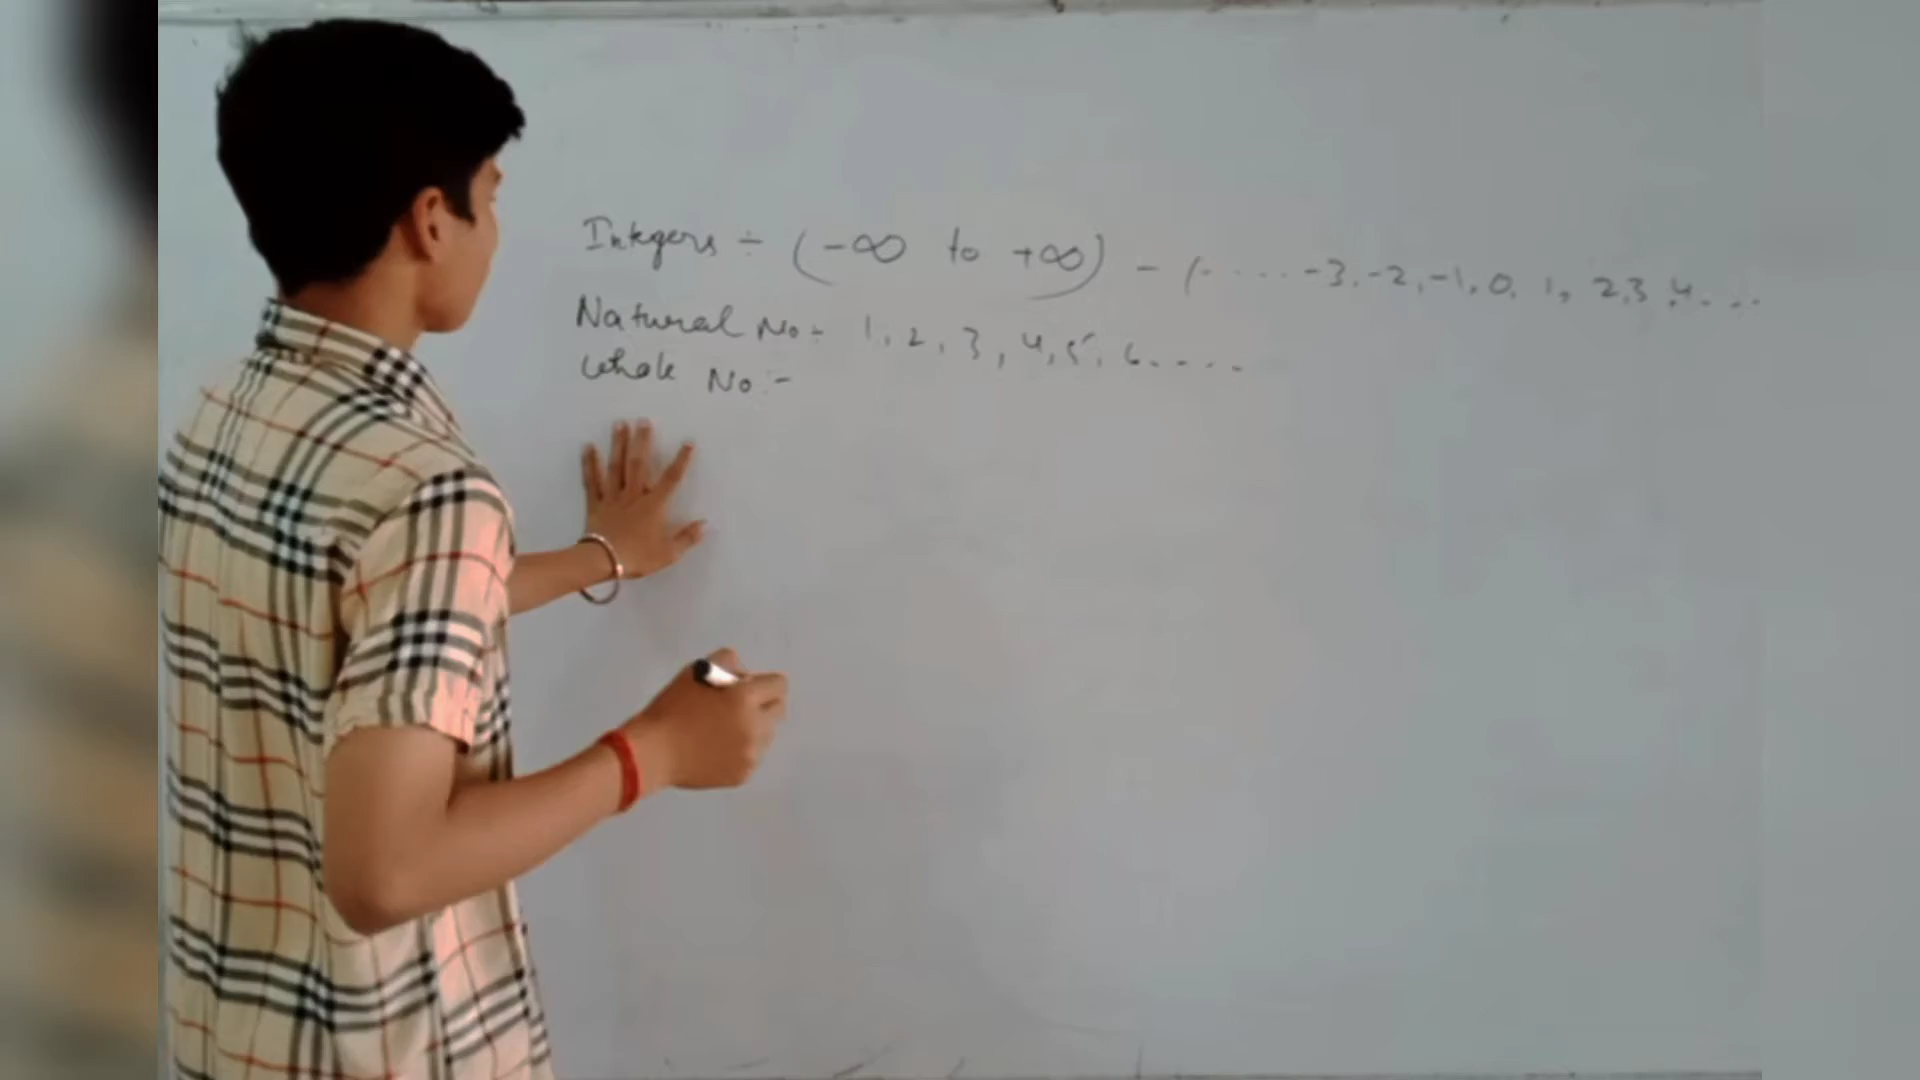 Integers ÷ (-∞ to +∞) - (.....-3,-2,-1,0, 1, 2,3,4....
Natural No ÷ 1, 2, 3, 4, 5, 6.....
Whole No :-